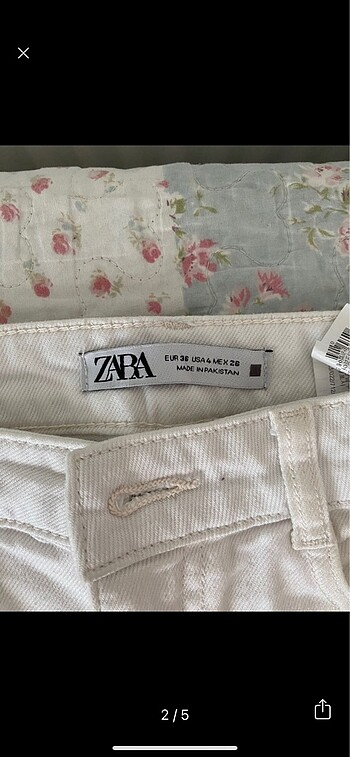 ZARA
EUR 36 USA 4 MEX 26
MADE IN PAKISTAN
2 / 5